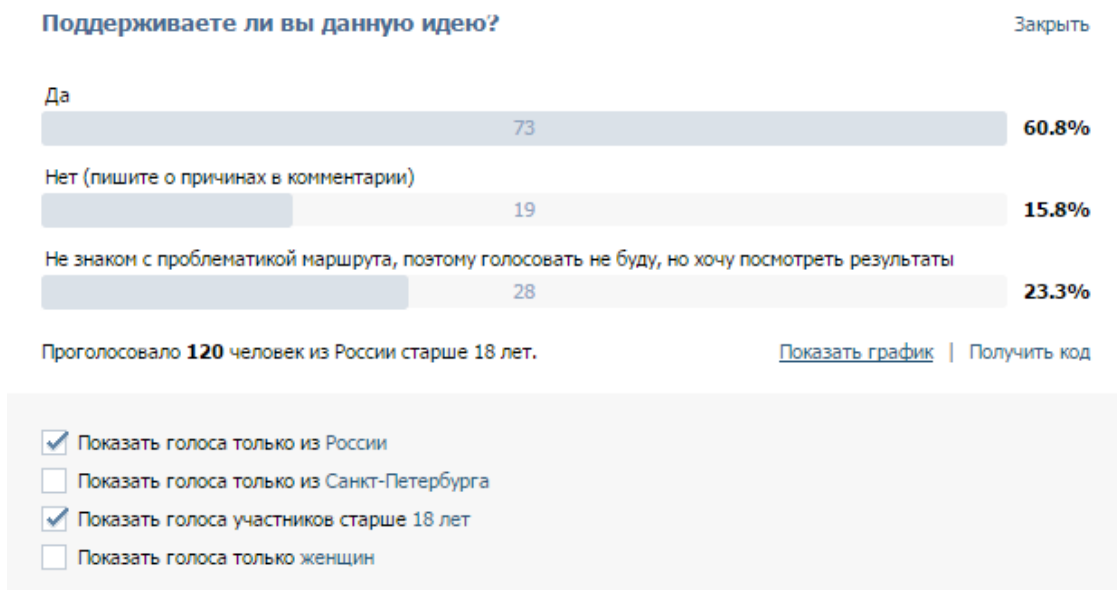 Поддерживаете ли вы данную идею? Закрыть
Да
73 60.8%
Нет (пишите о причинах в комментарии)
19 15.8%
Не знаком с проблематикой маршрута, поэтому голосовать не буду, но хочу посмотреть результаты
28 23.3%
Проголосовало 120 человек из России старше 18 лет. Показать график | Получить код
Показать голоса только из России
Показать голоса только из Санкт-Петербурга
Показать голоса участников старше 18 лет
Показать голоса только женщин